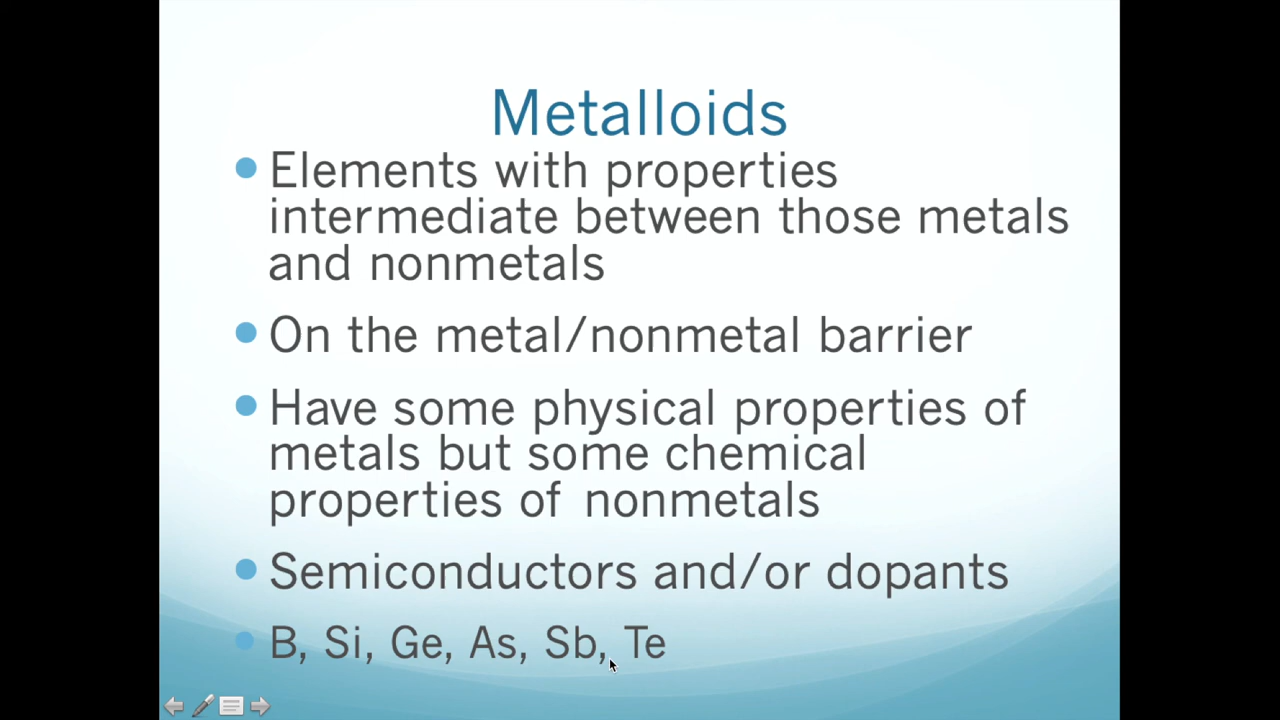 Metalloids
Elements with properties
intermediate between those metals
and nonmetals
On the metal/nonmetal barrier
Have some physical properties of
metals but some chemical
properties of nonmetals
Semiconductors and/or dopants
B, Si, Ge, As, Sb, Te